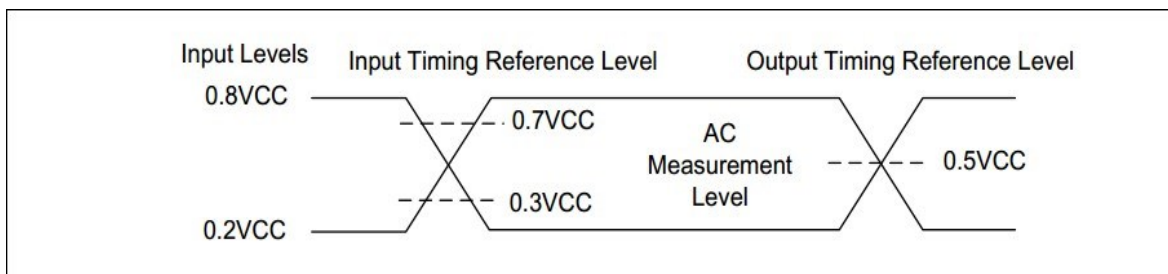 Input Levels
Input Timing Reference Level
Output Timing Reference Level
0.8VCC
0.7VCC
AC
Measurement
Level
0.5VCC
0.3VCC
0.2VCC